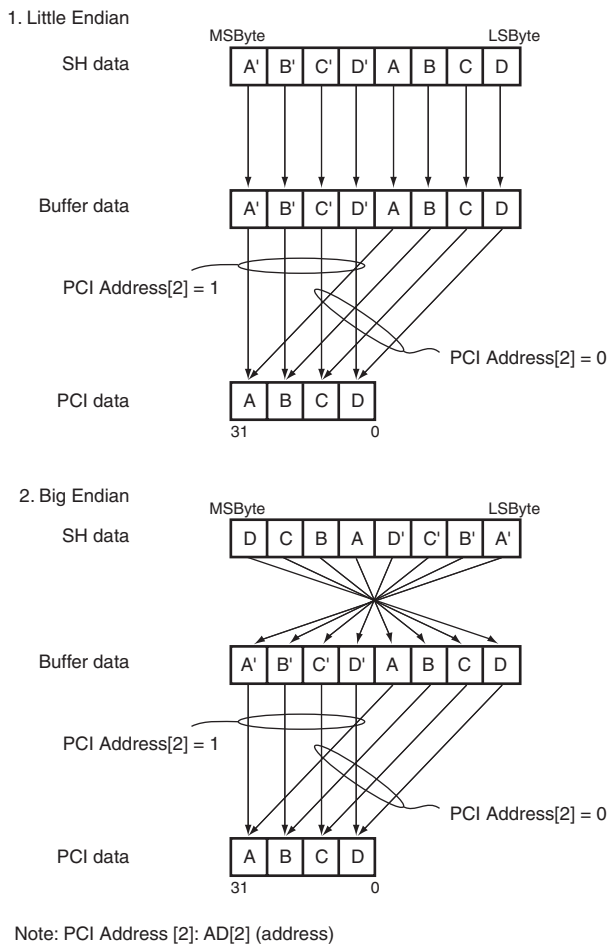 1. Little Endian
MSByte LSByte
SH data A' B' C' D' A B C D
Buffer data A' B' C' D' A B C D
PCI Address[2] = 1
PCI Address[2] = 0
PCI data A B C D
31 0
2. Big Endian
MSByte LSByte
SH data D C B A D' C' B' A'
Buffer data A' B' C' D' A B C D
PCI Address[2] = 1
PCI Address[2] = 0
PCI data A B C D
31 0
Note: PCI Address [2]: AD[2] (address)